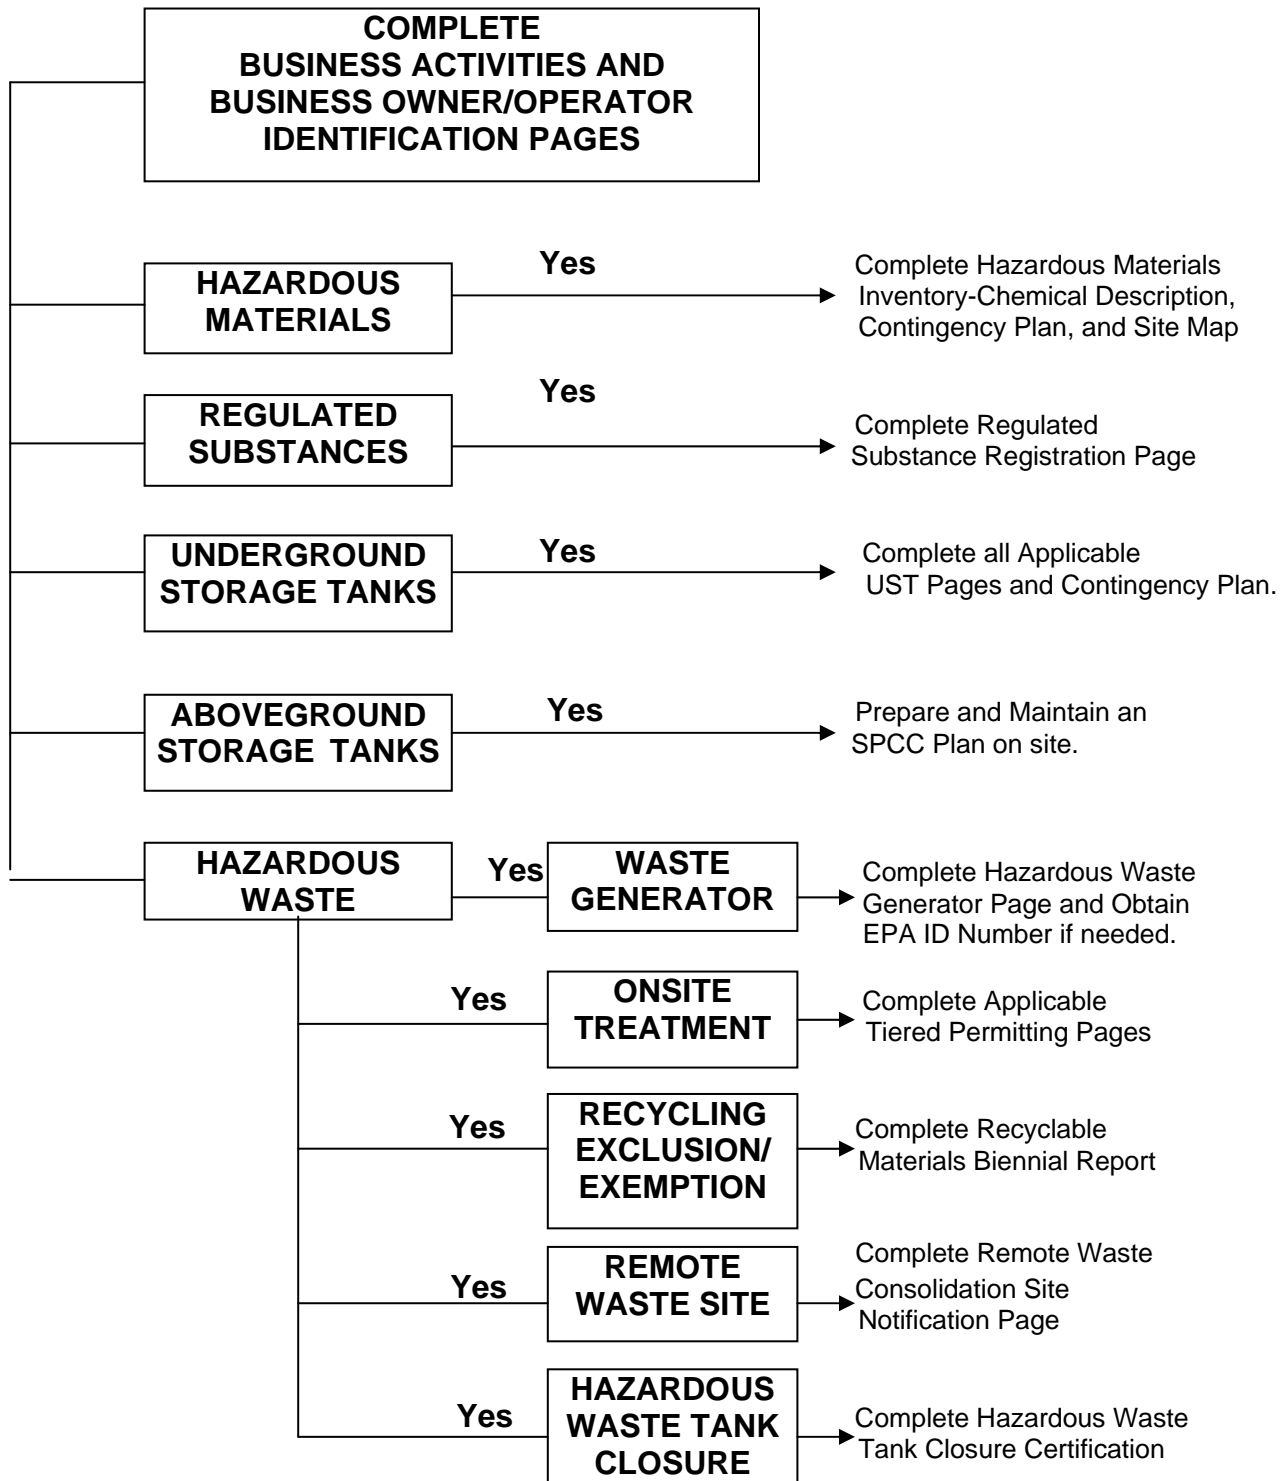 COMPLETE
BUSINESS ACTIVITIES AND
BUSINESS OWNER/OPERATOR
IDENTIFICATION PAGES
HAZARDOUS
MATERIALS
Yes
Complete Hazardous Materials
Inventory-Chemical Description,
Contingency Plan, and Site Map
REGULATED
SUBSTANCES
Yes
Complete Regulated
Substance Registration Page
UNDERGROUND
STORAGE TANKS
Yes
Complete all Applicable
UST Pages and Contingency Plan.
ABOVEGROUND
STORAGE TANKS
Yes
Prepare and Maintain an
SPCC Plan on site.
HAZARDOUS
WASTE
Yes
WASTE
GENERATOR
Complete Hazardous Waste
Generator Page and Obtain
EPA ID Number if needed.
Yes
ONSITE
TREATMENT
Complete Applicable
Tiered Permitting Pages
Yes
RECYCLING
EXCLUSION/
EXEMPTION
Complete Recyclable
Materials Biennial Report
Yes
REMOTE
WASTE SITE
Complete Remote Waste
Consolidation Site
Notification Page
Yes
HAZARDOUS
WASTE TANK
CLOSURE
Complete Hazardous Waste
Tank Closure Certification